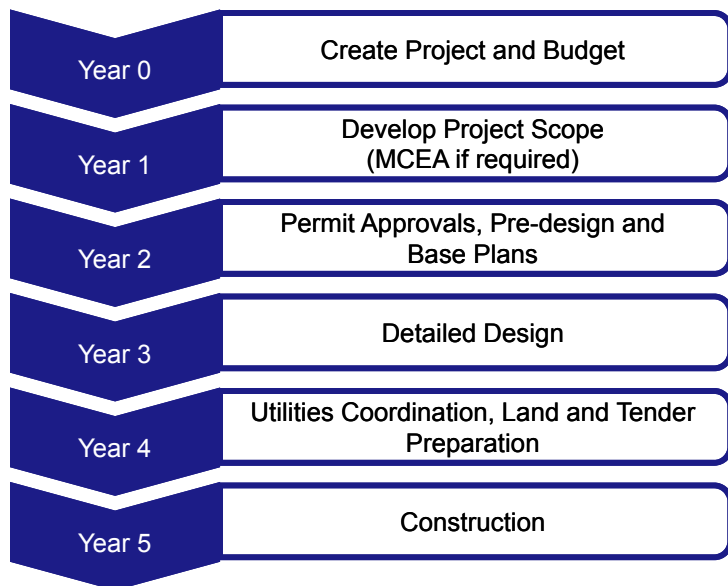 Year 0
Create Project and Budget
Year 1
Develop Project Scope
(MCEA if required)
Year 2
Permit Approvals, Pre-design and
Base Plans
Year 3
Detailed Design
Year 4
Utilities Coordination, Land and Tender
Preparation
Year 5
Construction